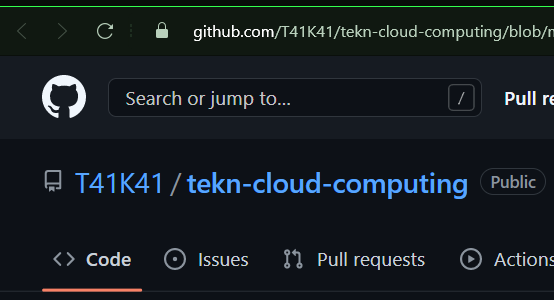 github.com/T41K41/tekn-cloud-computing/blob/m
Search or jump to... /
Pull re
T41K41 / tekn-cloud-computing Public
Code Issues Pull requests Actions